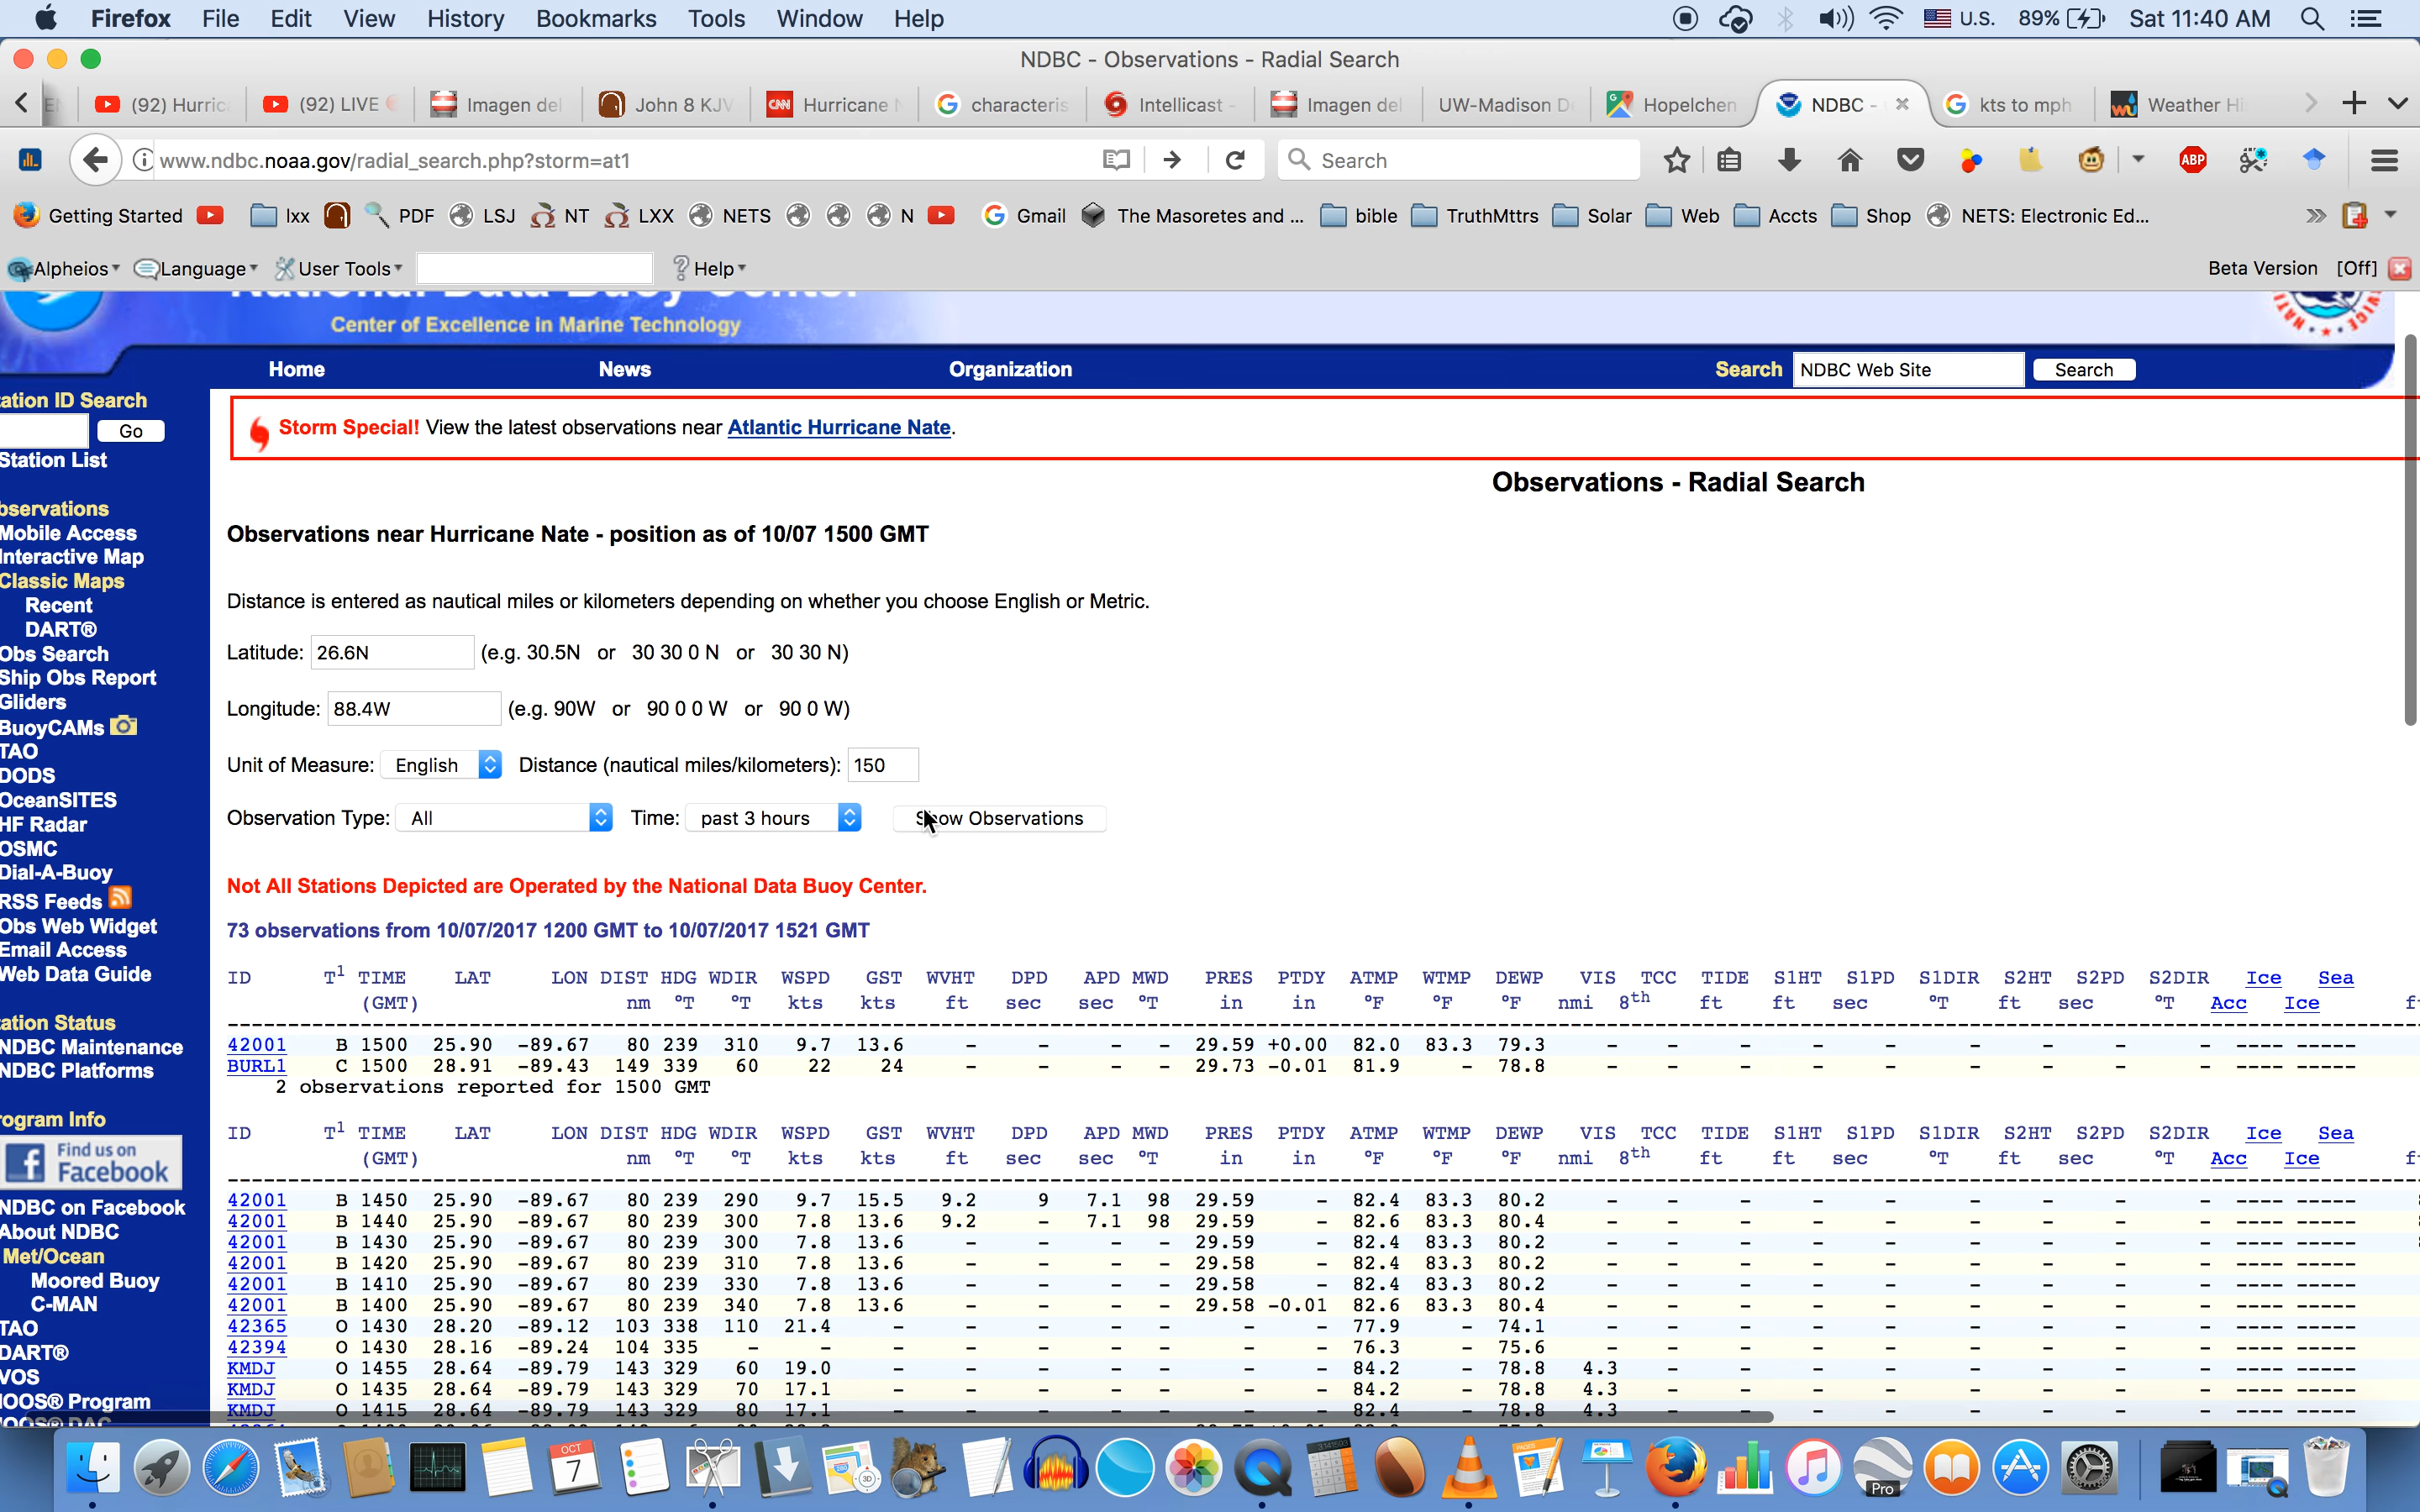 Firefox File Edit View History Bookmarks Tools Window Help U.S. 89% Sat 11:40 AM
NDBC - Observations - Radial Search
(92) Hurric (92) LIVE Imagen del John 8 KJV CNN Hurricane characteris Intellicast - Imagen del UW-Madison Hopelchen NDBC - kts to mph Weather Hi
www.ndbc.noaa.gov/radial_search.php?storm=at1 Search ABP
Getting Started lxx PDF LSJ NT LXX NETS N Gmail The Masoretes and ... bible TruthMttrs Solar Web Accts Shop NETS: Electronic Ed...
Alpheios Language User Tools Help Beta Version [Off]
Center of Excellence in Marine Technology
Home News Organization Search NDBC Web Site Search
ID Search
Go
Station List
Mobile Access
Classic Maps
Recent
DART®
Obs Search
Ship Obs Report
Gliders
BuoyCAMs
TAO
DODS
OceanSITES
HF Radar
OSMC
Dial-A-Buoy
RSS Feeds
Obs Web Widget
Email Access
Web Data Guide
Status
NDBC Maintenance
NDBC Platforms
Info
Find us on
Facebook
NDBC on Facebook
About NDBC
Met/Ocean
Moored Buoy
C-MAN
TAO
DART®
VOS
IOOS® Program
Storm Special! View the latest observations near Atlantic Hurricane Nate.
Observations - Radial Search
Observations near Hurricane Nate - position as of 10/07 1500 GMT
Distance is entered as nautical miles or kilometers depending on whether you choose English or Metric.
Latitude: 26.6N (e.g. 30.5N or 30 30 0 N or 30 30 N)
Longitude: 88.4W (e.g. 90W or 90 0 0 W or 90 0 W)
Unit of Measure: English Distance (nautical miles/kilometers): 150
Observation Type: All Time: past 3 hours Show Observations
Not All Stations Depicted are Operated by the National Data Buoy Center.
73 observations from 10/07/2017 1200 GMT to 10/07/2017 1521 GMT
ID T1 TIME LAT LON DIST HDG WDIR WSPD GST WVHT DPD APD MWD PRES PTDY ATMP WTMP DEWP VIS TCC TIDE S1HT S1PD S1DIR S2HT S2PD S2DIR Ice Sea
(GMT) nm °T °T kts kts ft sec sec °T in in °F °F °F nmi 8th ft ft sec °T ft sec °T Acc Ice
42001 B 1500 25.90 -89.67 80 239 310 9.7 13.6 - - - - 29.59 +0.00 82.0 83.3 79.3 - - - - - - - - - ---- -----
BURL1 C 1500 28.91 -89.43 149 339 60 22 24 - - - - 29.73 -0.01 81.9 - 78.8 - - - - - - - - - ---- -----
2 observations reported for 1500 GMT
ID T1 TIME LAT LON DIST HDG WDIR WSPD GST WVHT DPD APD MWD PRES PTDY ATMP WTMP DEWP VIS TCC TIDE S1HT S1PD S1DIR S2HT S2PD S2DIR Ice Sea
(GMT) nm °T °T kts kts ft sec sec °T in in °F °F °F nmi 8th ft ft sec °T ft sec °T Acc Ice
42001 B 1450 25.90 -89.67 80 239 290 9.7 15.5 9.2 9 7.1 98 29.59 - 82.4 83.3 80.2 - - - - - - - - - ---- -----
42001 B 1440 25.90 -89.67 80 239 300 7.8 13.6 9.2 - 7.1 98 29.59 - 82.6 83.3 80.4 - - - - - - - - - ---- -----
42001 B 1430 25.90 -89.67 80 239 300 7.8 13.6 - - - - 29.59 - 82.4 83.3 80.2 - - - - - - - - - ---- -----
42001 B 1420 25.90 -89.67 80 239 310 7.8 13.6 - - - - 29.58 - 82.4 83.3 80.2 - - - - - - - - - ---- -----
42001 B 1410 25.90 -89.67 80 239 330 7.8 13.6 - - - - 29.58 - 82.4 83.3 80.2 - - - - - - - - - ---- -----
42001 B 1400 25.90 -89.67 80 239 340 7.8 13.6 - - - - 29.58 -0.01 82.6 83.3 80.4 - - - - - - - - - ---- -----
42365 O 1430 28.20 -89.12 103 338 110 21.4 - - - - - - - 77.9 - 74.1 - - - - - - - - - ---- -----
42394 O 1430 28.16 -89.24 104 335 - - - - - - - - - 76.3 - 75.6 - - - - - - - - - ---- -----
KMDJ O 1455 28.64 -89.79 143 329 60 19.0 - - - - - - - 84.2 - 78.8 4.3 - - - - - - - - ---- -----
KMDJ O 1435 28.64 -89.79 143 329 70 17.1 - - - - - - - 84.2 - 78.8 4.3 - - - - - - - - ---- -----
KMDJ O 1415 28.64 -89.79 143 329 80 17.1 - - - - - - - 82.4 - 78.8 4.3 - - - - - - - - ---- -----
OCT
7
PAGES
Pro